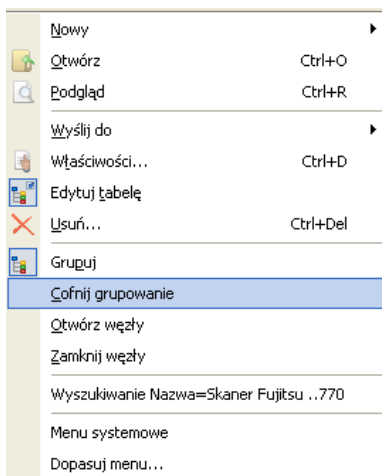 Nowy
Otwórz Ctrl+O
Podgląd Ctrl+R
Wyślij do
Właściwości... Ctrl+D
Edytuj tabelę
Usuń... Ctrl+Del
Grupuj
Cofnij grupowanie
Otwórz węzły
Zamknij węzły
Wyszukiwanie Nazwa=Skaner Fujitsu ..770
Menu systemowe
Dopasuj menu...